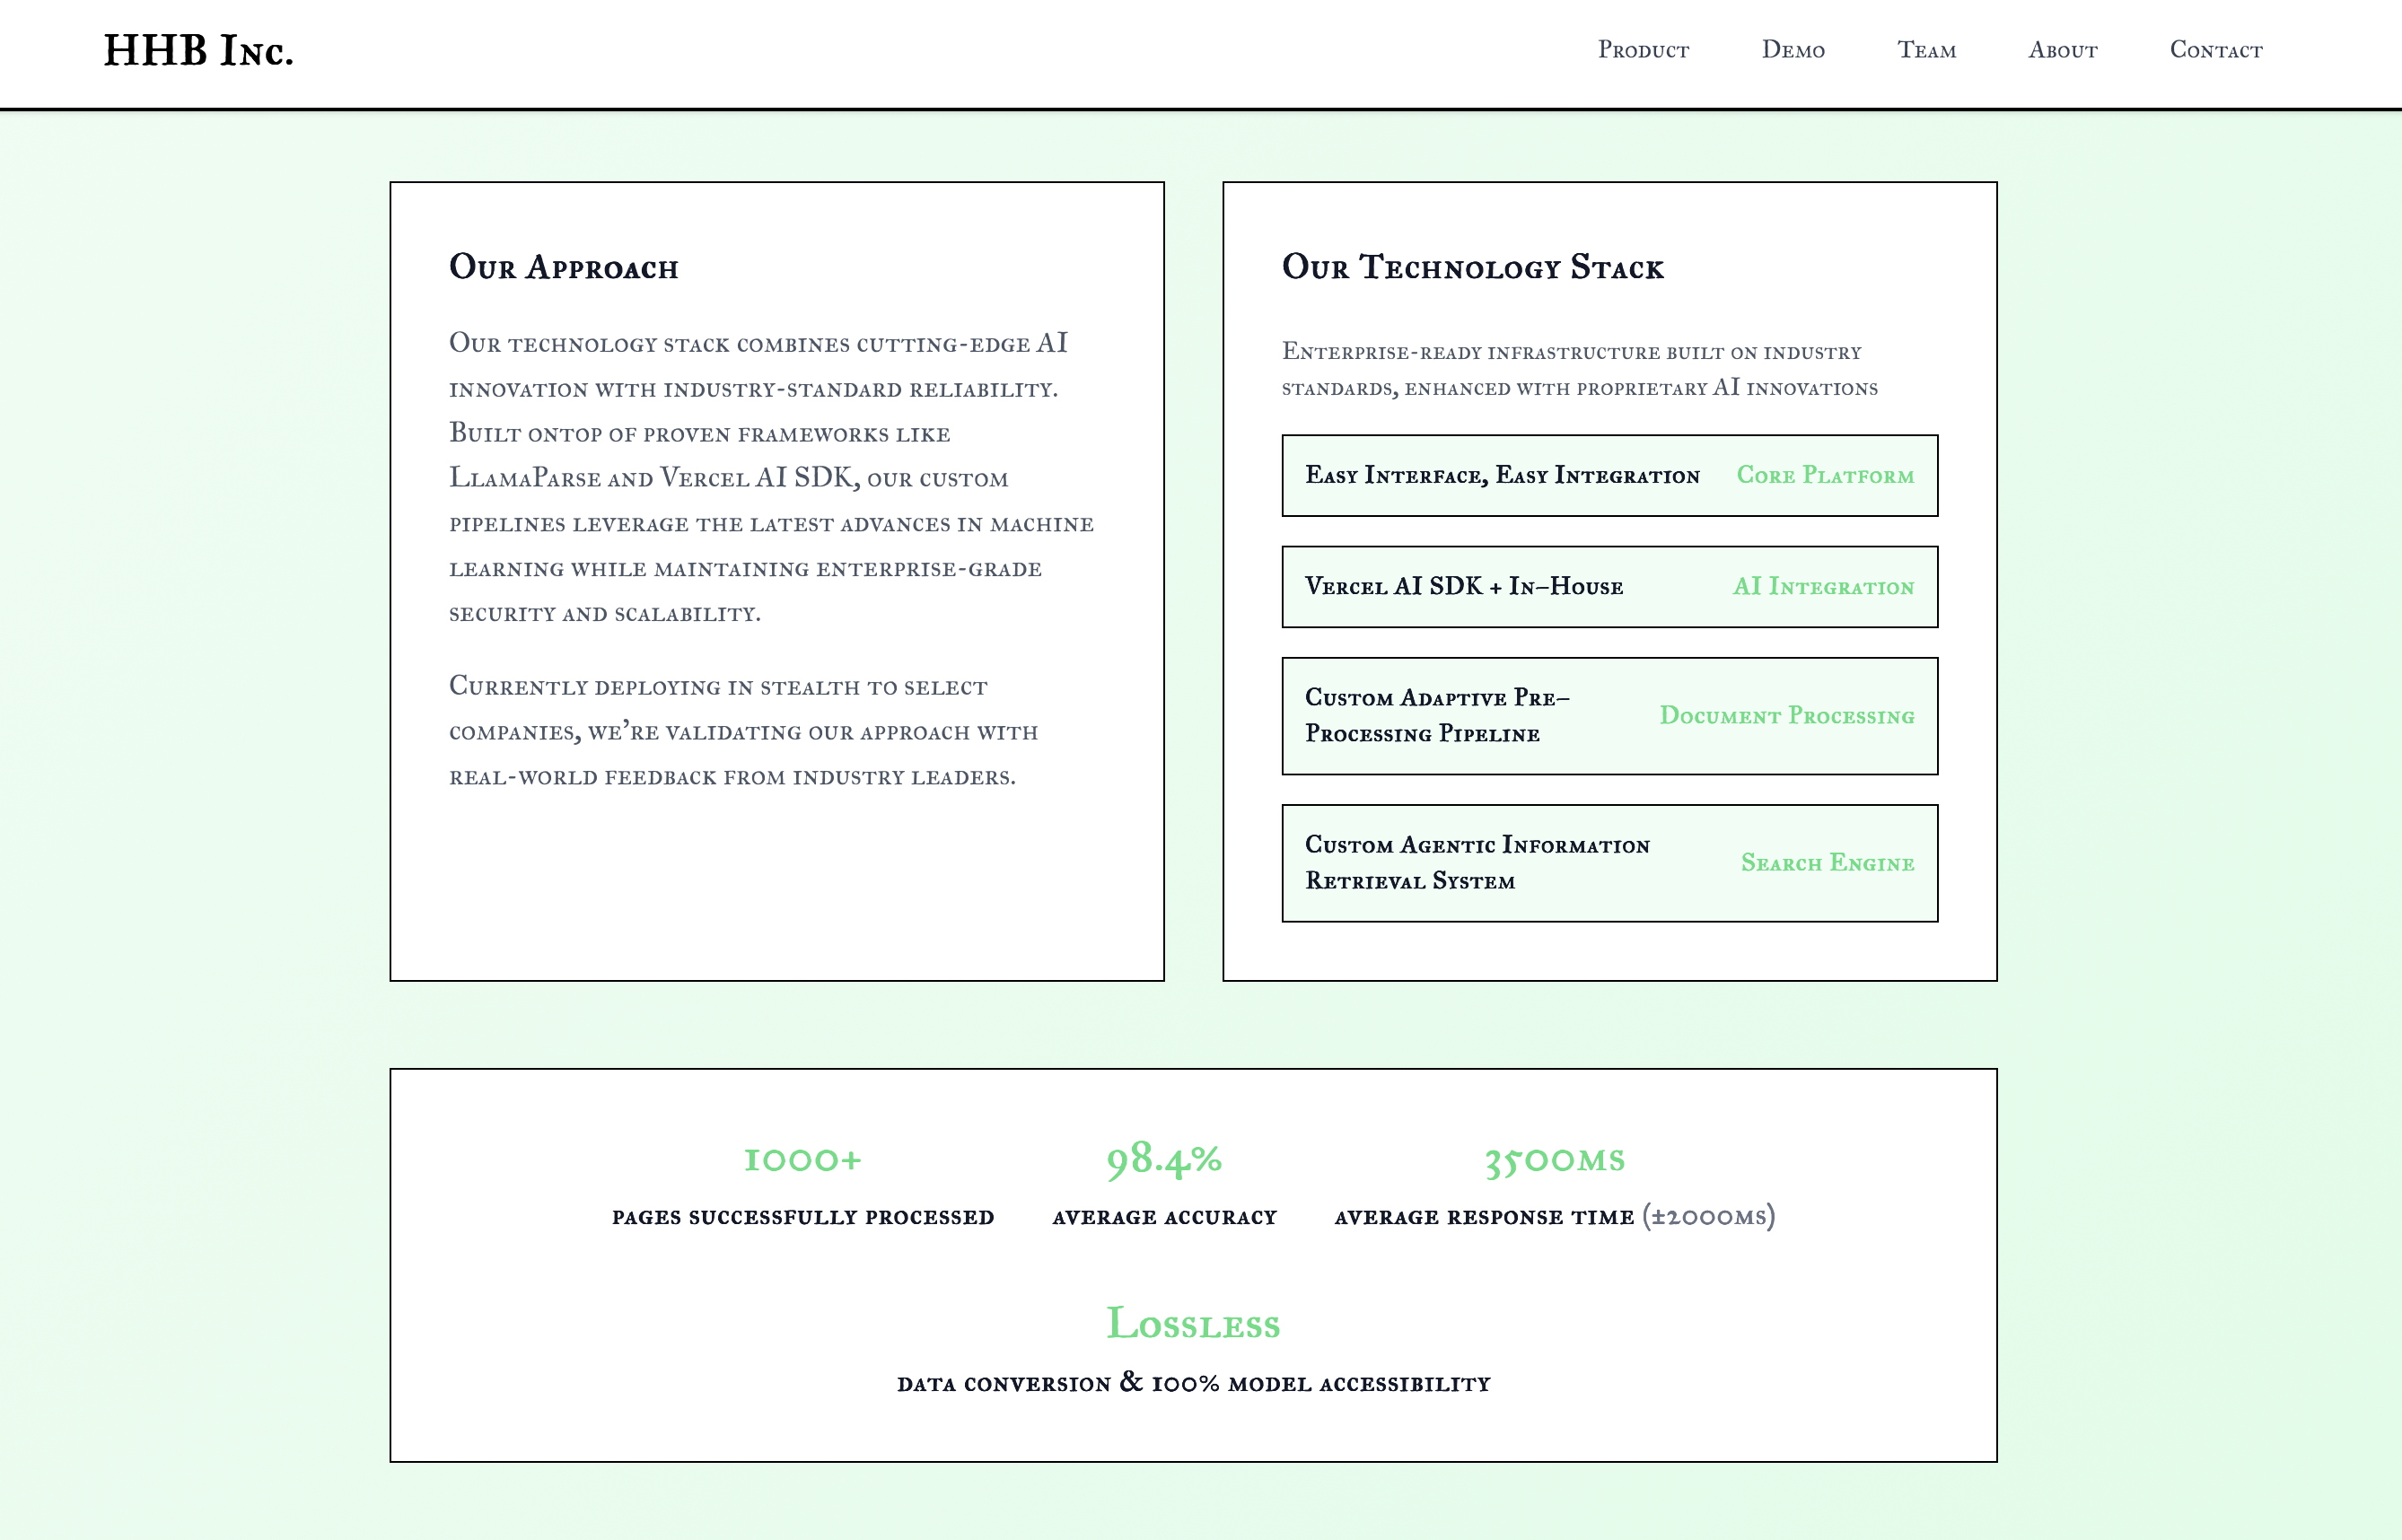 HHB Inc.
Product Demo Team About Contact
Our Approach
Our technology stack combines cutting-edge AI
innovation with industry-standard reliability.
Built ontop of proven frameworks like
LlamaParse and Vercel AI SDK, our custom
pipelines leverage the latest advances in machine
learning while maintaining enterprise-grade
security and scalability.
Currently deploying in stealth to select
companies, we're validating our approach with
real-world feedback from industry leaders.
Our Technology Stack
Enterprise-ready infrastructure built on industry
standards, enhanced with proprietary AI innovations
Easy Interface, Easy Integration Core Platform
Vercel AI SDK + In-House AI Integration
Custom Adaptive Pre-
Processing Pipeline
Document Processing
Custom Agentic Information
Retrieval System
Search Engine
1000+
pages successfully processed
98.4%
average accuracy
3500ms
average response time (±2000ms)
Lossless
data conversion & 100% model accessibility